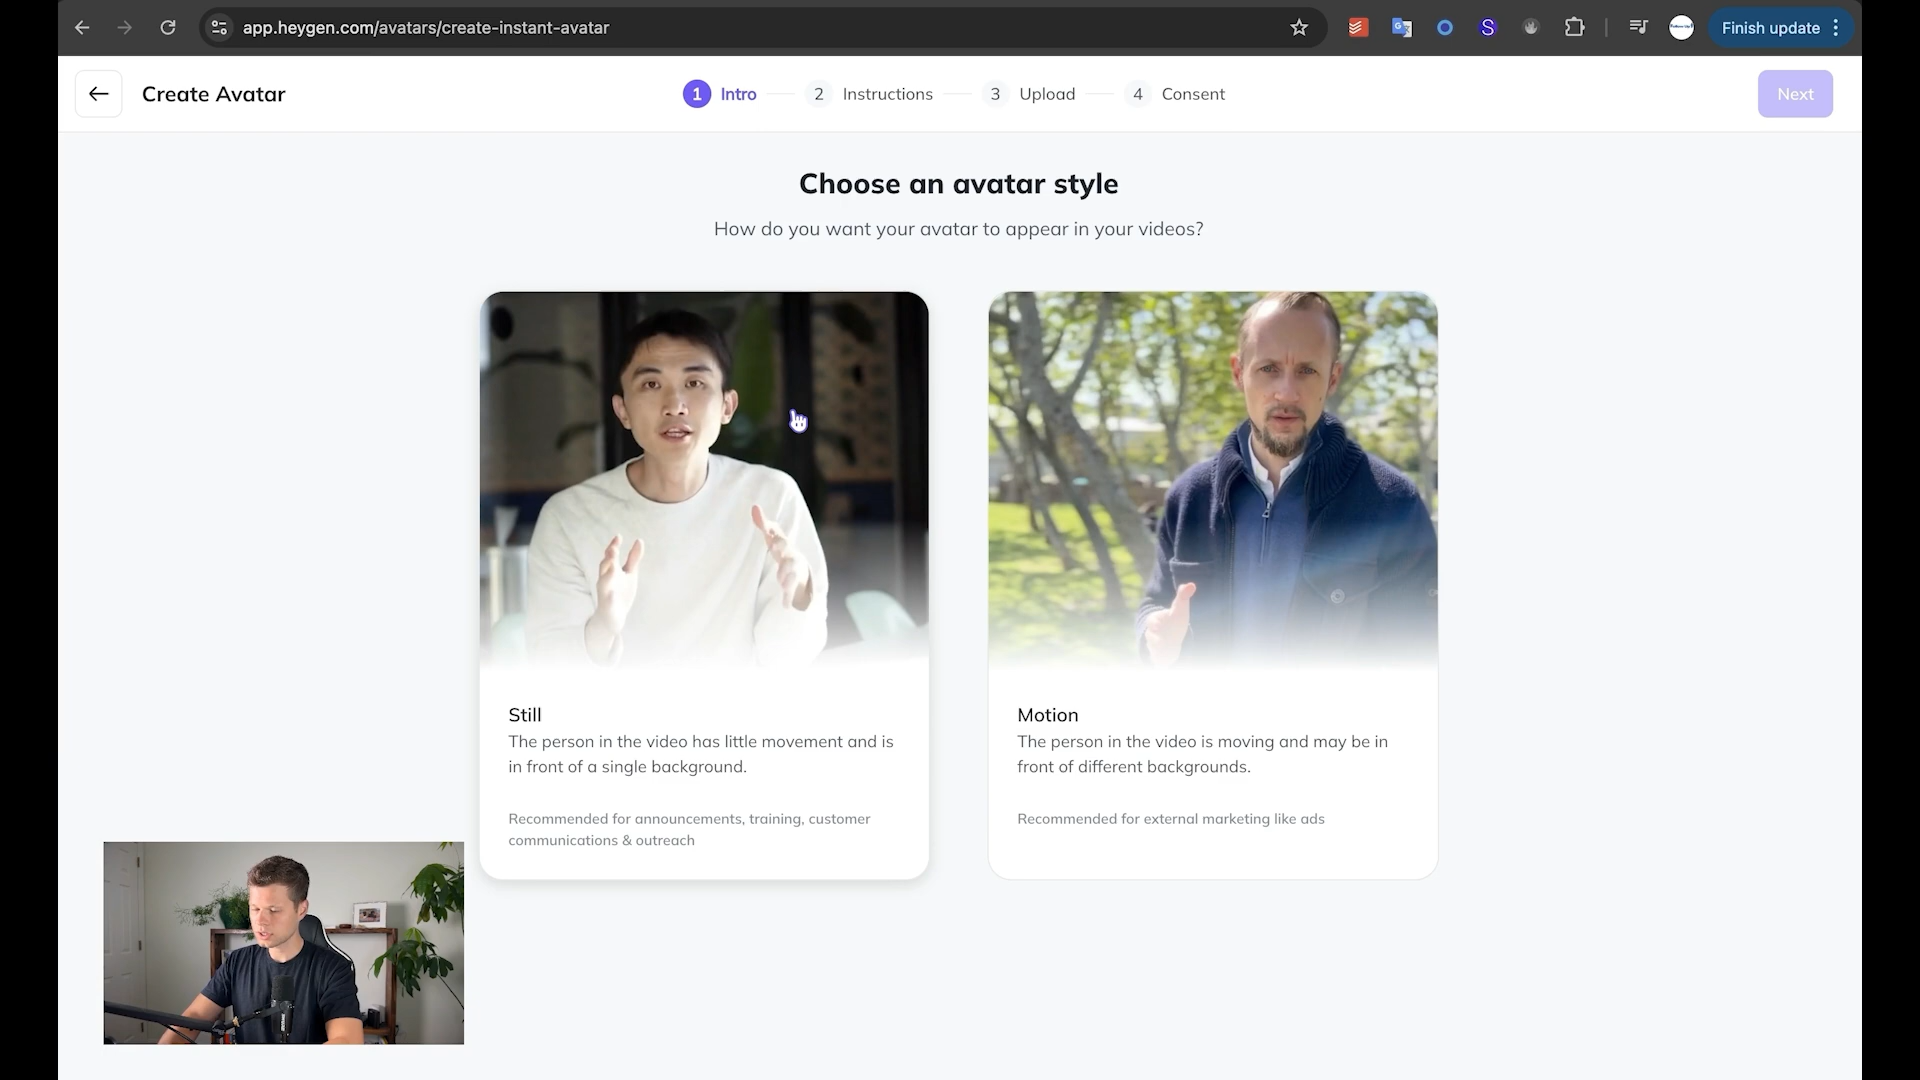 app.heygen.com/avatars/create-instant-avatar
Finish update
Create Avatar
1 Intro
2 Instructions
3 Upload
4 Consent
Next
Choose an avatar style
How do you want your avatar to appear in your videos?
Still
The person in the video has little movement and is
in front of a single background.
Recommended for announcements, training, customer
communications & outreach
Motion
The person in the video is moving and may be in
front of different backgrounds.
Recommended for external marketing like ads